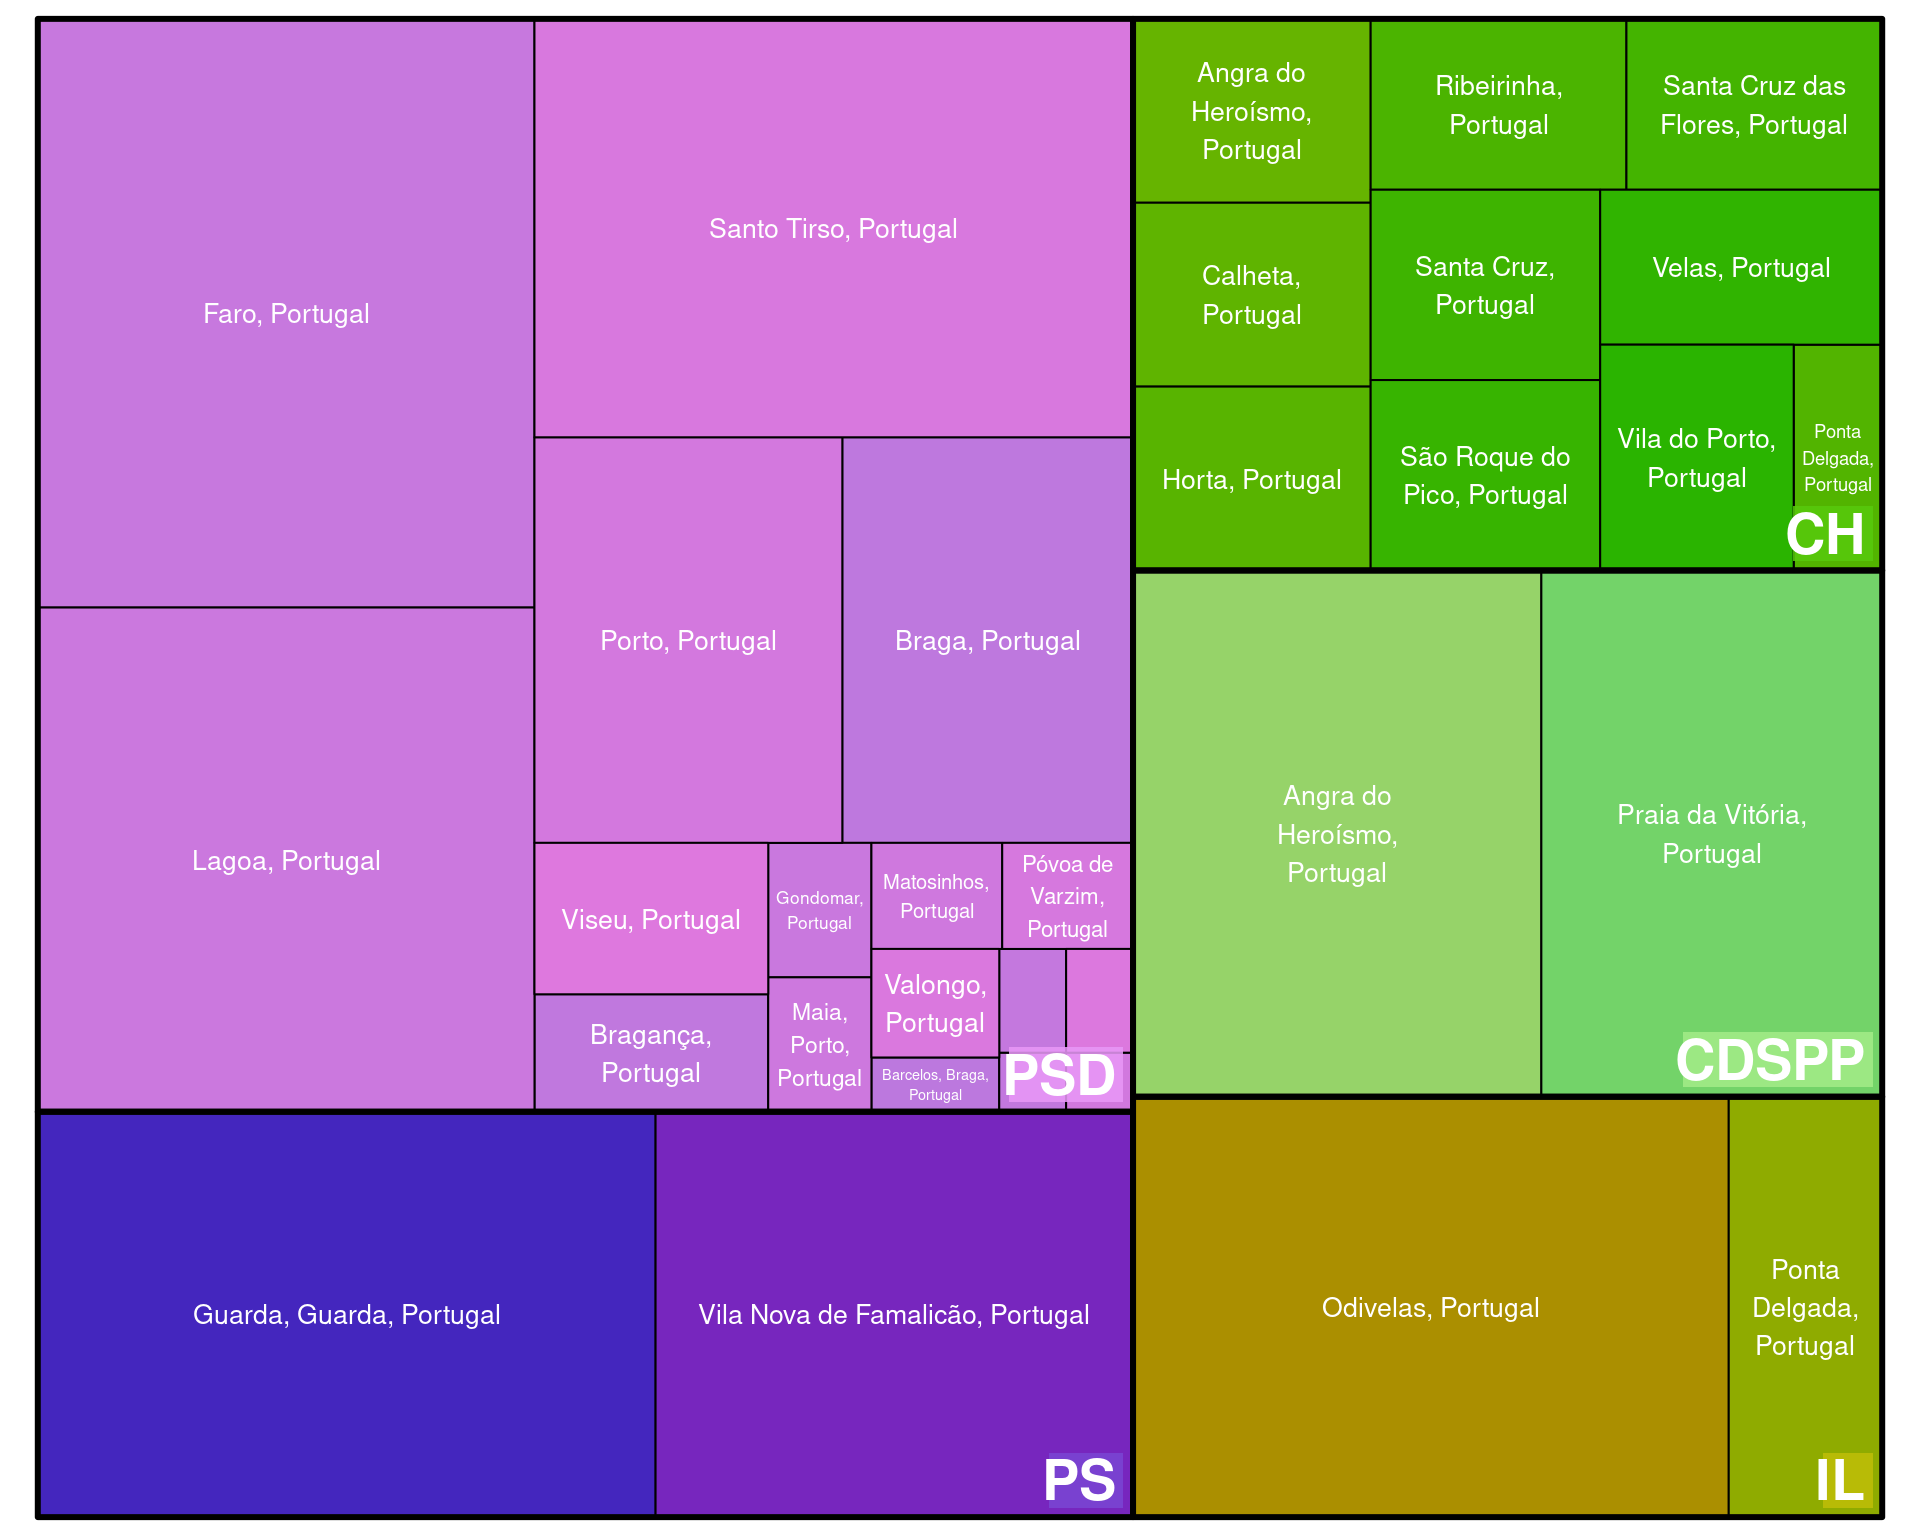 Faro, Portugal
Santo Tirso, Portugal
Lagoa, Portugal
Porto, Portugal
Braga, Portugal
Viseu, Portugal
Bragança,
Portugal
Gondomar,
Portugal
Maia,
Porto,
Portugal
Matosinhos,
Portugal
Póvoa de
Varzim,
Portugal
Valongo,
Portugal
Barcelos, Braga,
Portugal
PSD
Guarda, Guarda, Portugal
Vila Nova de Famalicão, Portugal
PS
Angra do
Heroísmo,
Portugal
Calheta,
Portugal
Horta, Portugal
Ribeirinha,
Portugal
Santa Cruz das
Flores, Portugal
Santa Cruz,
Portugal
Velas, Portugal
São Roque do
Pico, Portugal
Vila do Porto,
Portugal
Ponta
Delgada,
Portugal
CH
Angra do
Heroísmo,
Portugal
Praia da Vitória,
Portugal
CDSPP
Odivelas, Portugal
Ponta
Delgada,
Portugal
IL